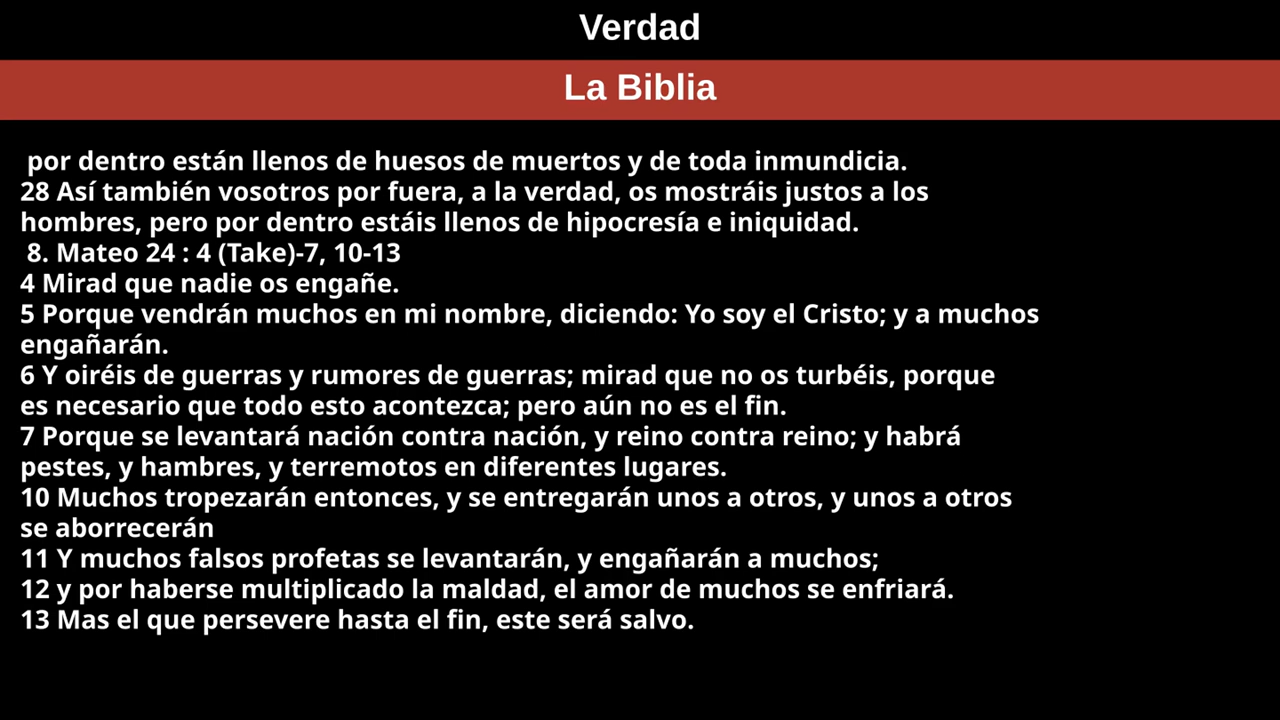 Verdad
La Biblia
por dentro están llenos de huesos de muertos y de toda inmundicia.
28 Así también vosotros por fuera, a la verdad, os mostráis justos a los
hombres, pero por dentro estáis llenos de hipocresía e iniquidad.
8. Mateo 24 : 4 (Take)-7, 10-13
4 Mirad que nadie os engañe.
5 Porque vendrán muchos en mi nombre, diciendo: Yo soy el Cristo; y a muchos
engañarán.
6 Y oiréis de guerras y rumores de guerras; mirad que no os turbéis, porque
es necesario que todo esto acontezca; pero aún no es el fin.
7 Porque se levantará nación contra nación, y reino contra reino; y habrá
pestes, y hambres, y terremotos en diferentes lugares.
10 Muchos tropezarán entonces, y se entregarán unos a otros, y unos a otros
se aborrecerán
11 Y muchos falsos profetas se levantarán, y engañarán a muchos;
12 y por haberse multiplicado la maldad, el amor de muchos se enfriará.
13 Mas el que persevere hasta el fin, este será salvo.